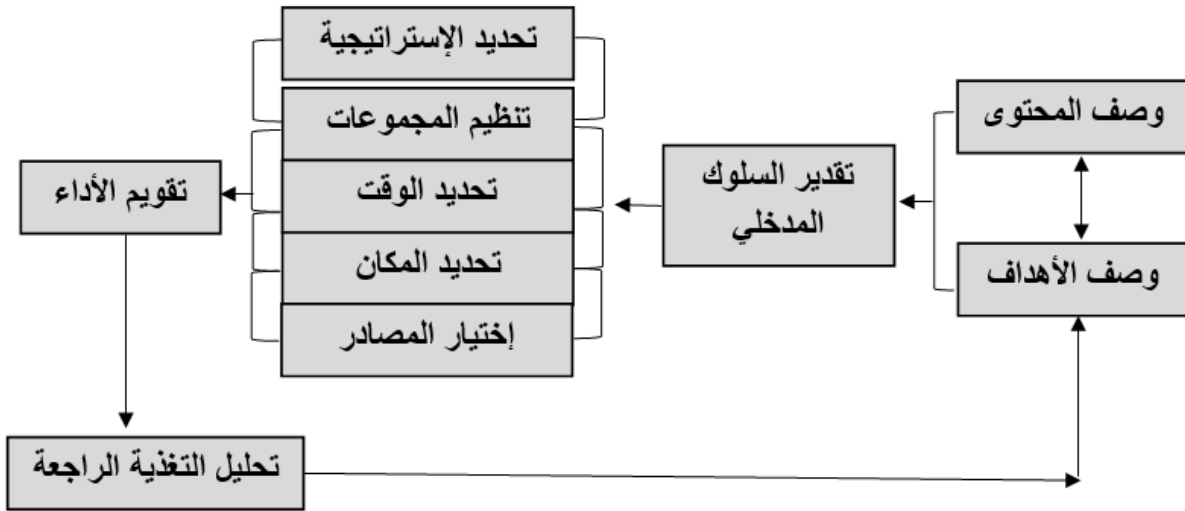 وصف المحتوى
وصف الأهداف
تقدير السلوك
المدخلي
تحديد الإستراتيجية
تنظيم المجموعات
تحديد الوقت
تحديد المكان
إختيار المصادر
تقويم الأداء
تحليل التغذية الراجعة